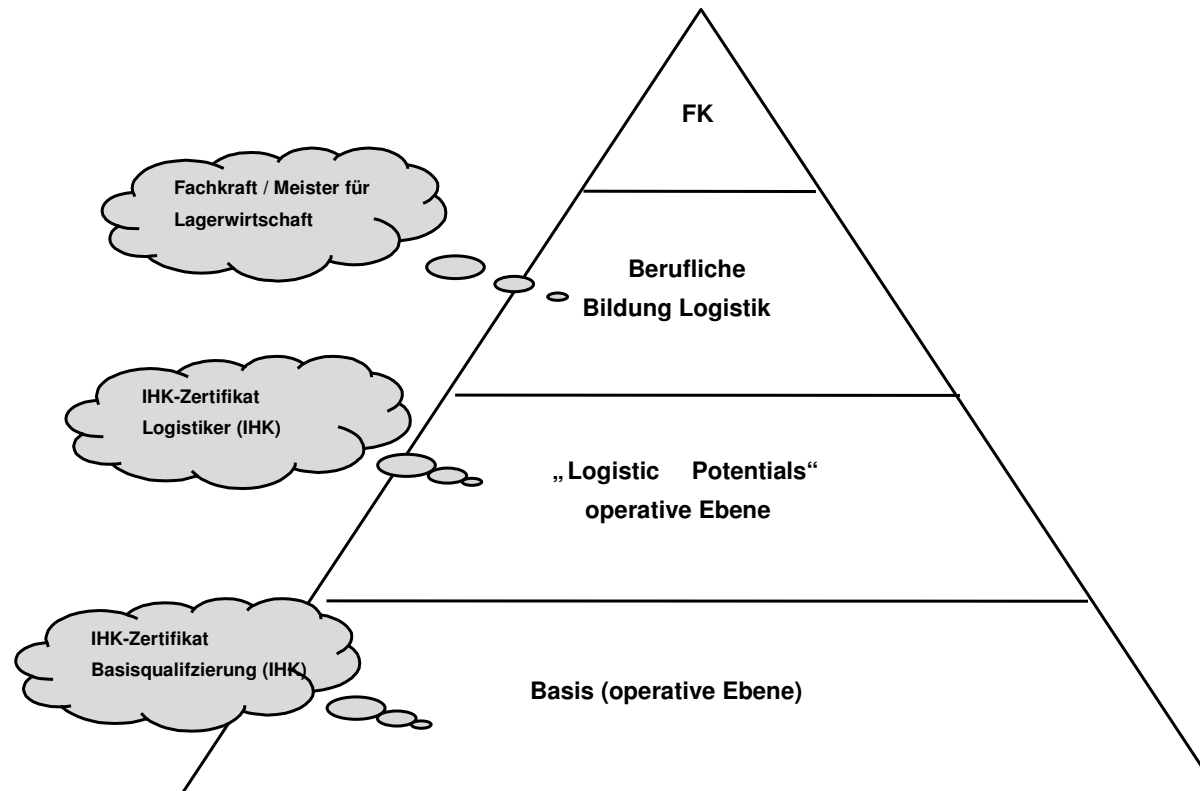 FK
Fachkraft / Meister für
Lagerwirtschaft
Berufliche
Bildung Logistik
IHK-Zertifikat
Logistiker (IHK)
„Logistic Potentials“
operative Ebene
IHK-Zertifikat
Basisqualifzierung (IHK)
Basis (operative Ebene)